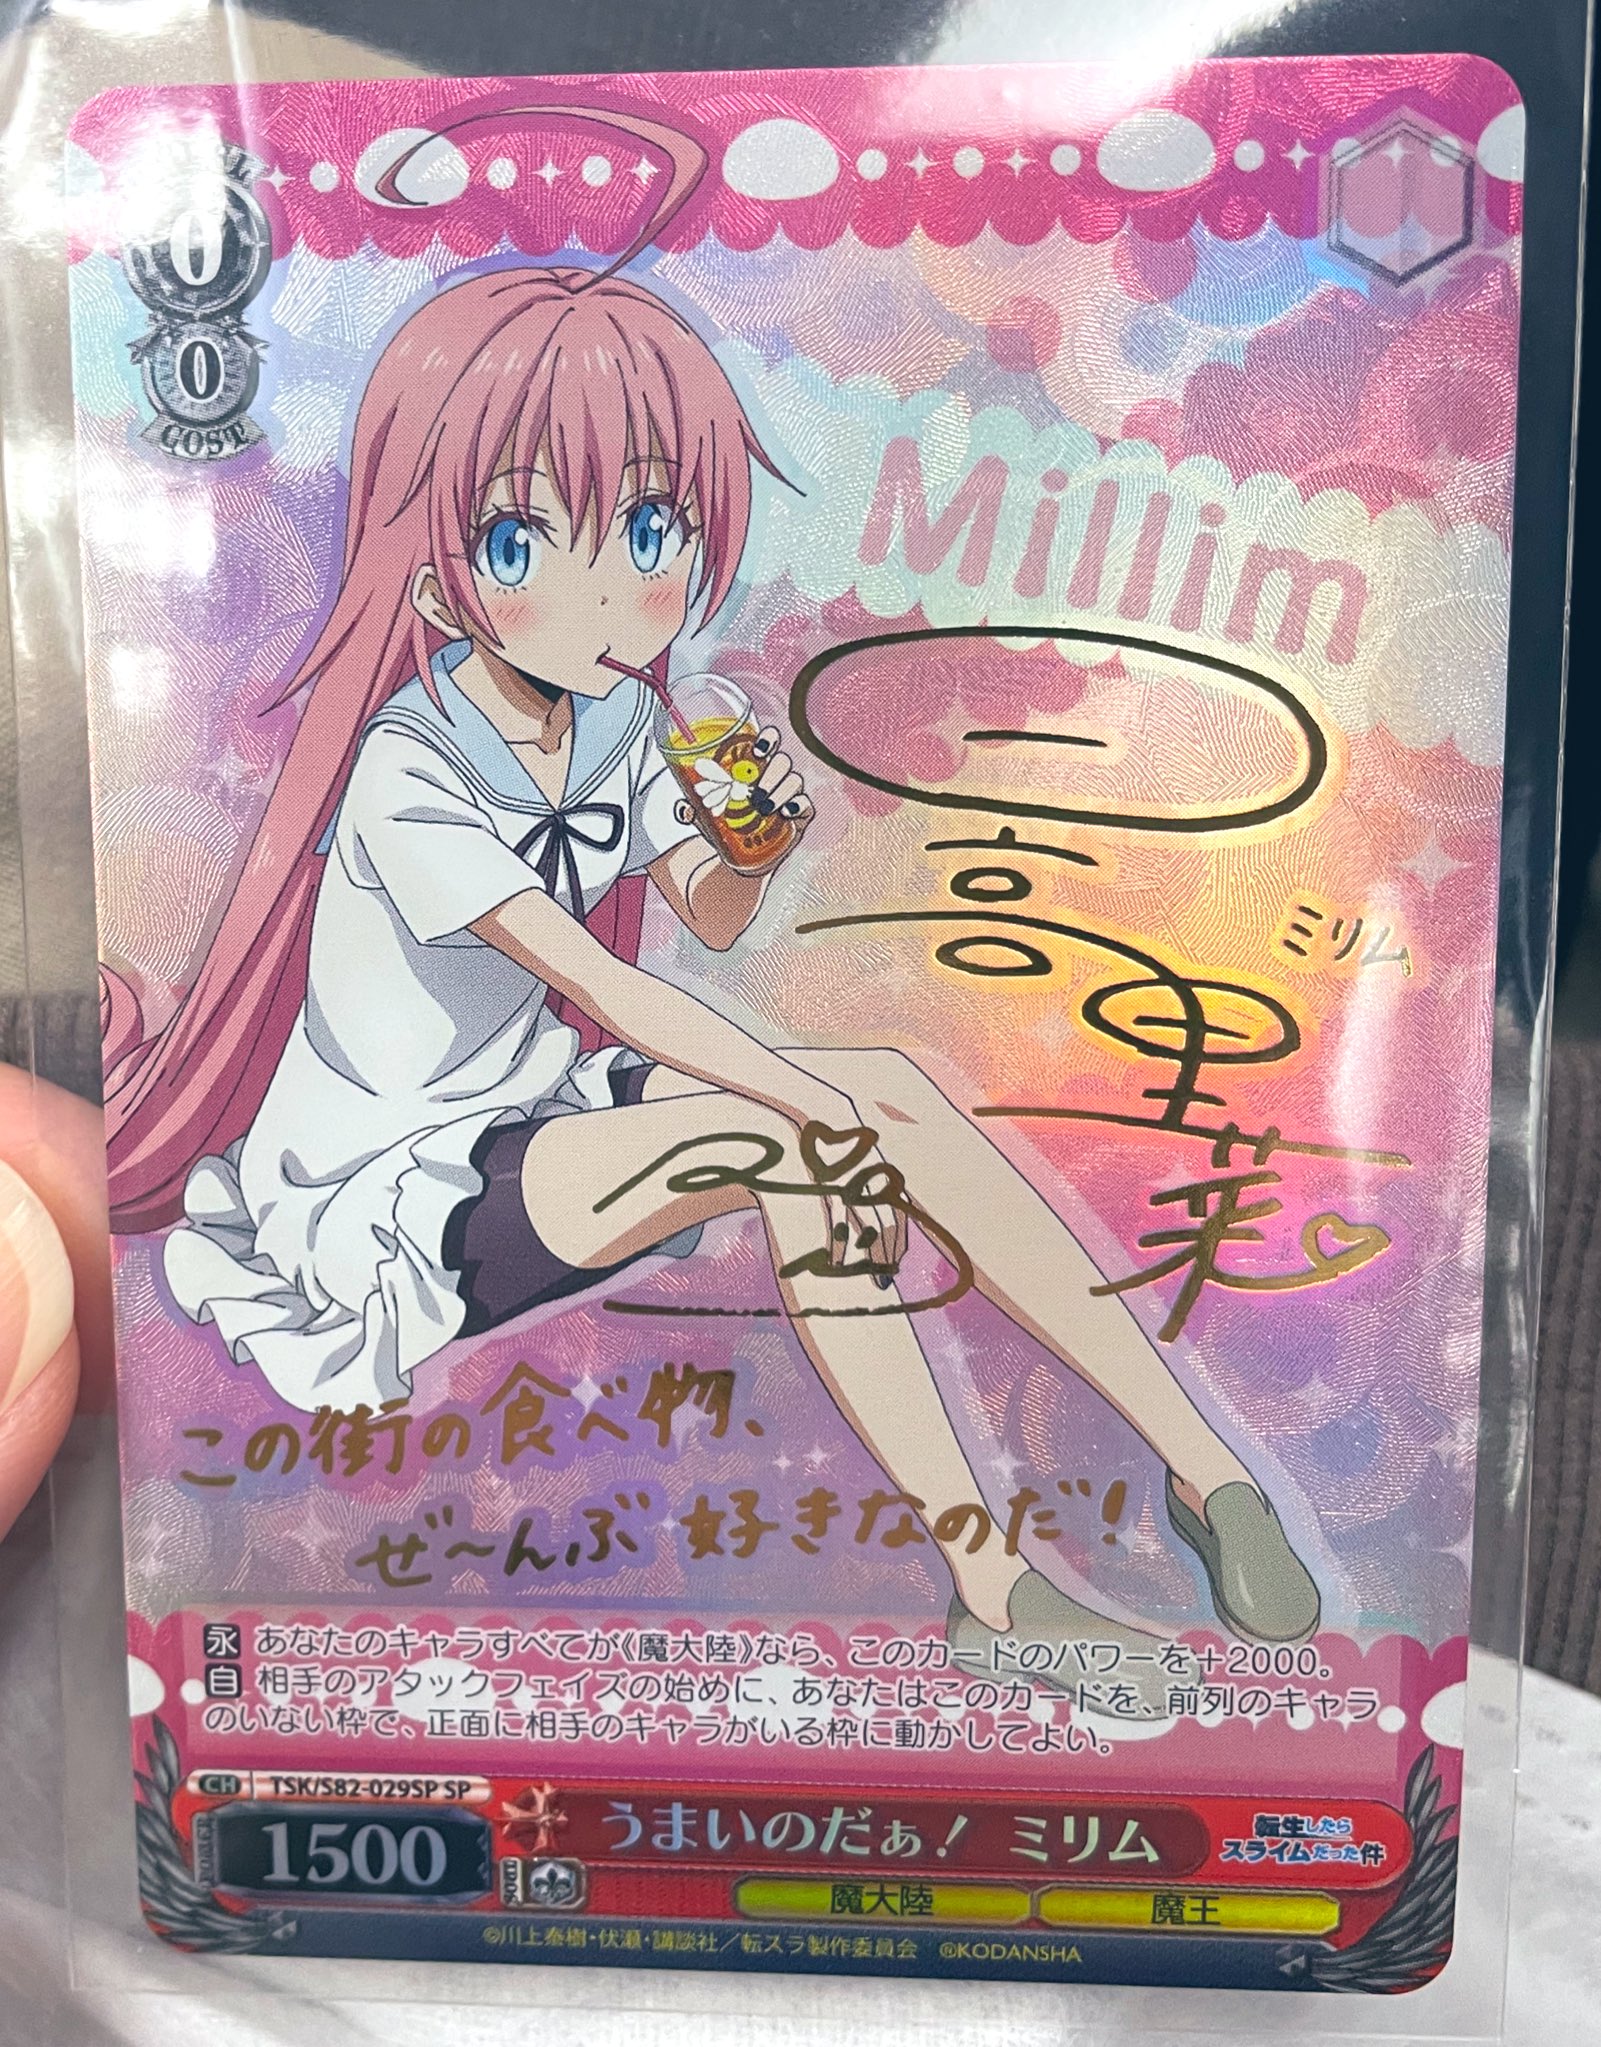 0
0
COST
Millim
日高里菜
ミリム
この街の食べ物、
ぜ〜んぶ好きなのだ！
永 あなたのキャラすべてが《魔大陸》なら、このカードのパワーを＋2000。
自 相手のアタックフェイズの始めに、あなたはこのカードを、前列のキャラ
のいない枠で、正面に相手のキャラがいる枠に動かしてよい。
CH TSK/S82-029SP SP
POWER 1500 SOUL
うまいのだぁ！ ミリム
転生したら
スライムだった件
魔大陸 魔王
©川上泰樹・伏瀬・講談社／転スラ製作委員会 ®KODANSHA